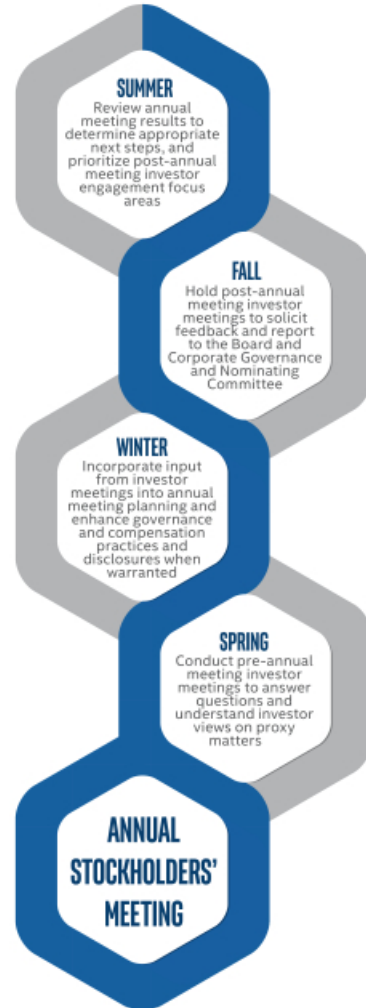 SUMMER
Review annual
meeting results to
determine appropriate
next steps, and
prioritize post-annual
meeting investor
engagement focus
areas
FALL
Hold post-annual
meeting investor
meetings to solicit
feedback and report
to the Board and
Corporate Governance
and Nominating
Committee
WINTER
Incorporate input
from investor
meetings into annual
meeting planning and
enhance governance
and compensation
practices and
disclosures when
warranted
SPRING
Conduct pre-annual
meeting investor
meetings to answer
questions and
understand investor
views on proxy
matters
ANNUAL
STOCKHOLDERS’
MEETING